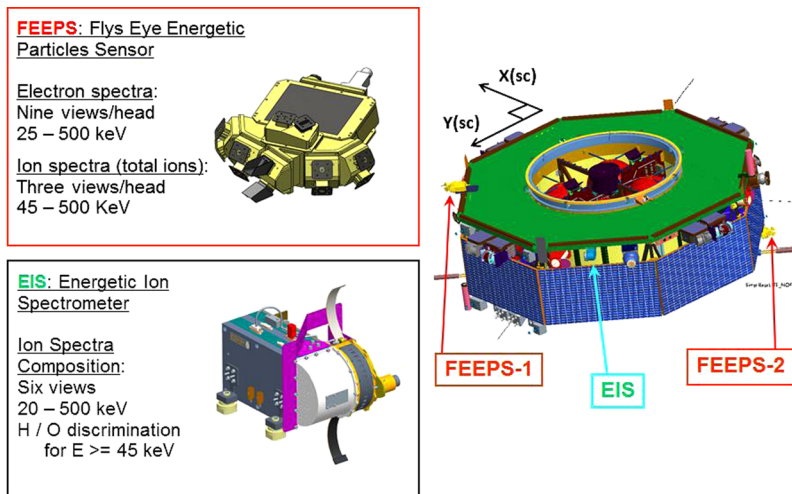 FEEPS: Flys Eye Energetic
Particles Sensor
Electron spectra:
Nine views/head
25 – 500 keV
Ion spectra (total ions):
Three views/head
45 – 500 KeV
EIS: Energetic Ion
Spectrometer
Ion Spectra
Composition:
Six views
20 – 500 keV
H / O discrimination
for E >= 45 keV
X(sc)
Y(sc)
FEEPS-1
EIS
FEEPS-2